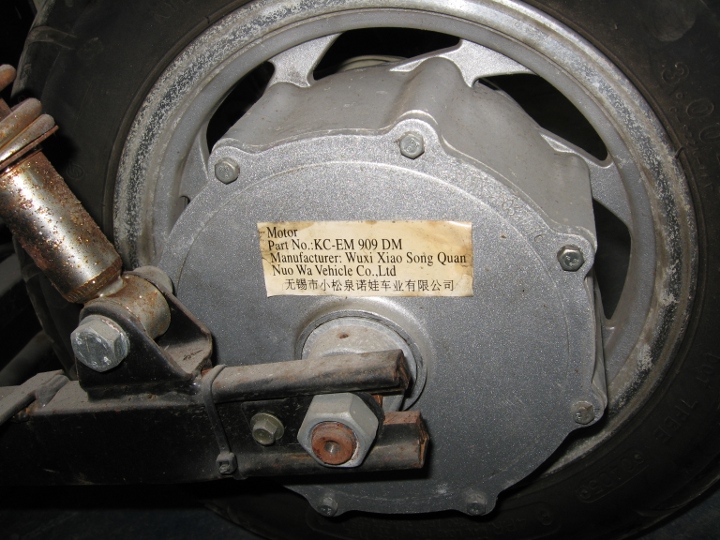 Motor
Part No.:KC-EM 909 DM
Manufacturer: Wuxi Xiao Song Quan
Nuo Wa Vehicle Co.,Ltd
无锡市小松泉诺娃车业有限公司